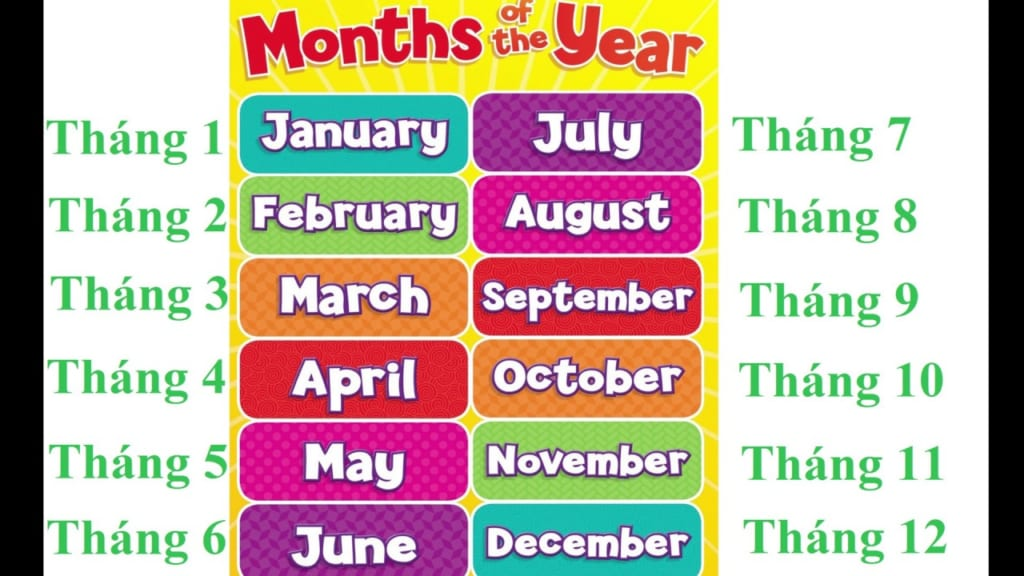 Months of the Year
Tháng 1 January July Tháng 7
Tháng 2 February August Tháng 8
Tháng 3 March September Tháng 9
Tháng 4 April October Tháng 10
Tháng 5 May November Tháng 11
Tháng 6 June December Tháng 12